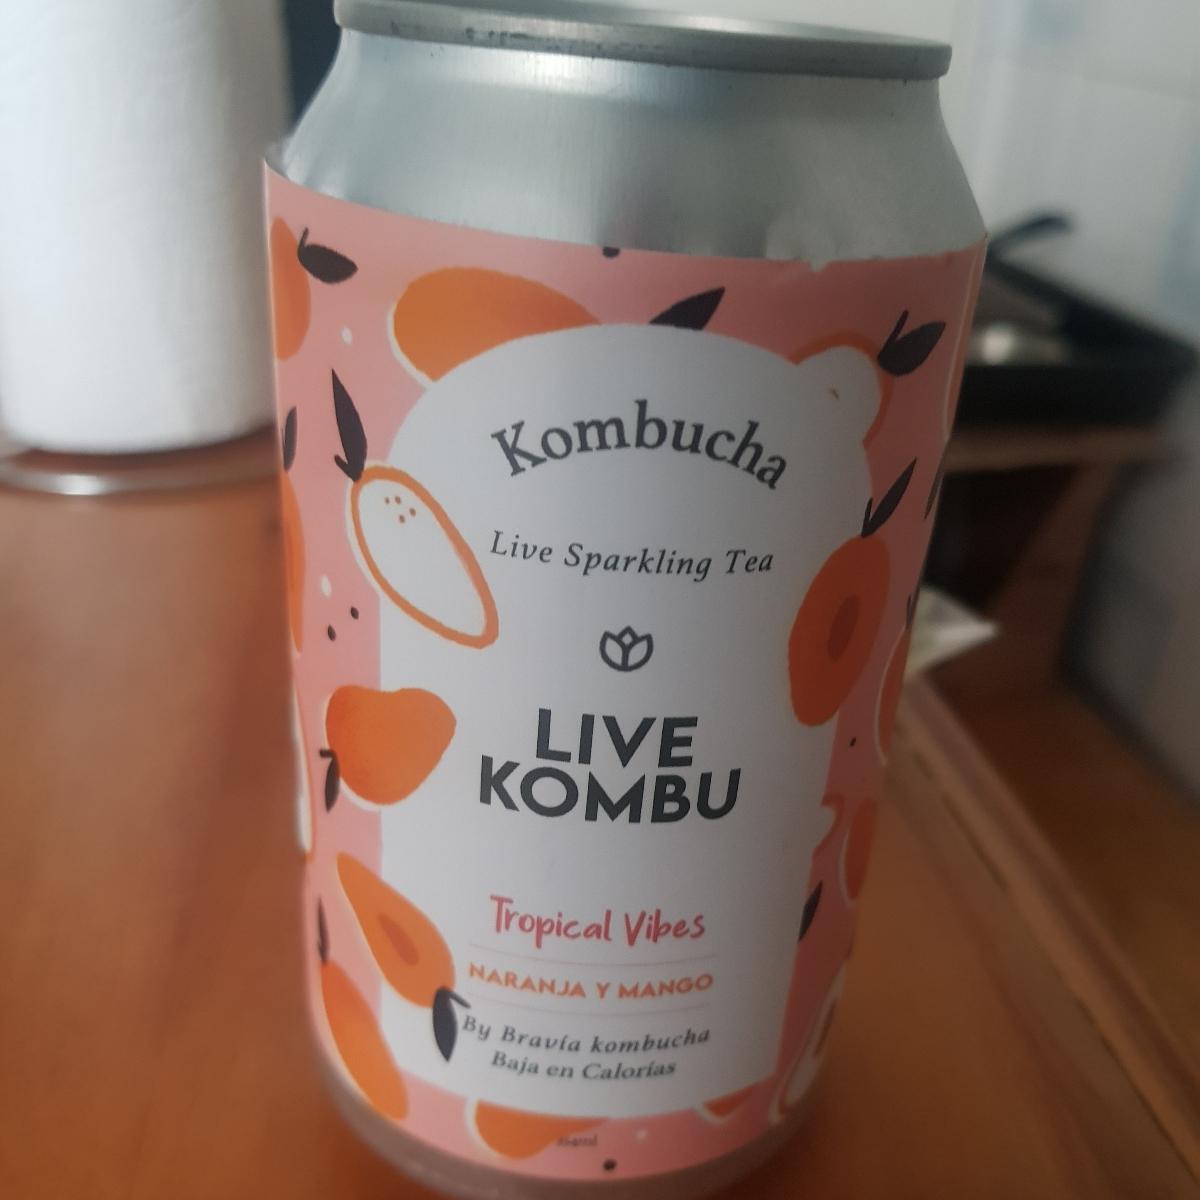 Kombucha
Live Sparkling Tea
LIVE
KOMBU
Tropical Vibes
NARANJA Y MANGO
By Bravía kombucha
Baja en Calorías